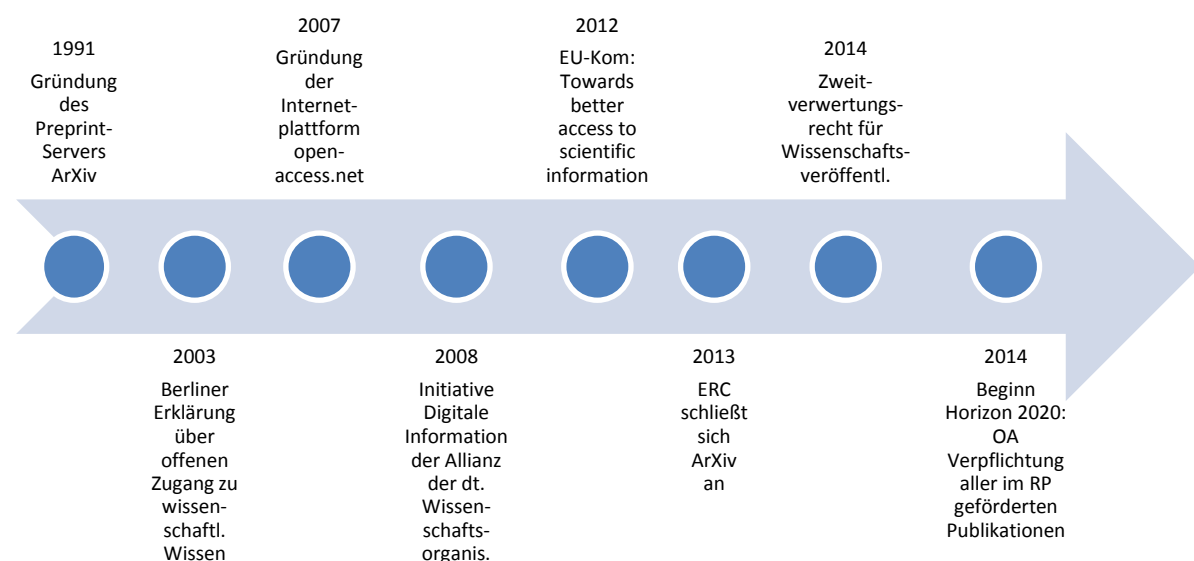 1991
Gründung
des
Preprint-
Servers
ArXiv
2003
Berliner
Erklärung
über
offenen
Zugang zu
wissen-
schaftl.
Wissen
2007
Gründung
der
Internet-
plattform
open-
access.net
2008
Initiative
Digitale
Information
der Allianz
der dt.
Wissen-
schafts-
organis.
2012
EU-Kom:
Towards
better
access to
scientific
information
2013
ERC
schließt
sich
ArXiv
an
2014
Zweit-
verwertungs-
recht für
Wissenschafts-
veröffentl.
2014
Beginn
Horizon 2020:
OA
Verpflichtung
aller im RP
geförderten
Publikationen